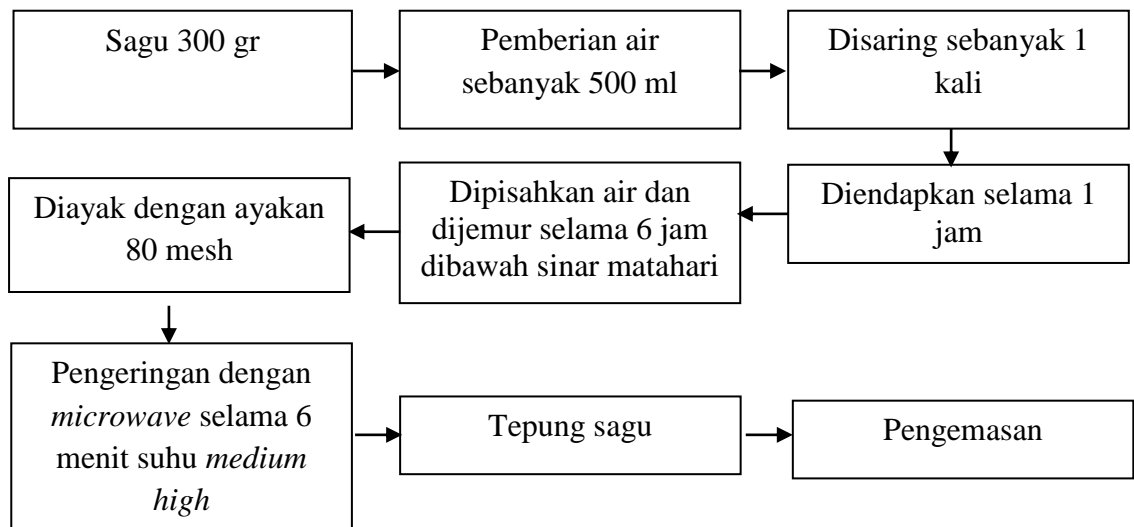 Sagu 300 gr
Pemberian air
sebanyak 500 ml
Disaring sebanyak 1
kali
Diendapkan selama 1
jam
Dipisahkan air dan
dijemur selama 6 jam
dibawah sinar matahari
Diayak dengan ayakan
80 mesh
Pengeringan dengan
microwave selama 6
menit suhu medium
high
Tepung sagu
Pengemasan